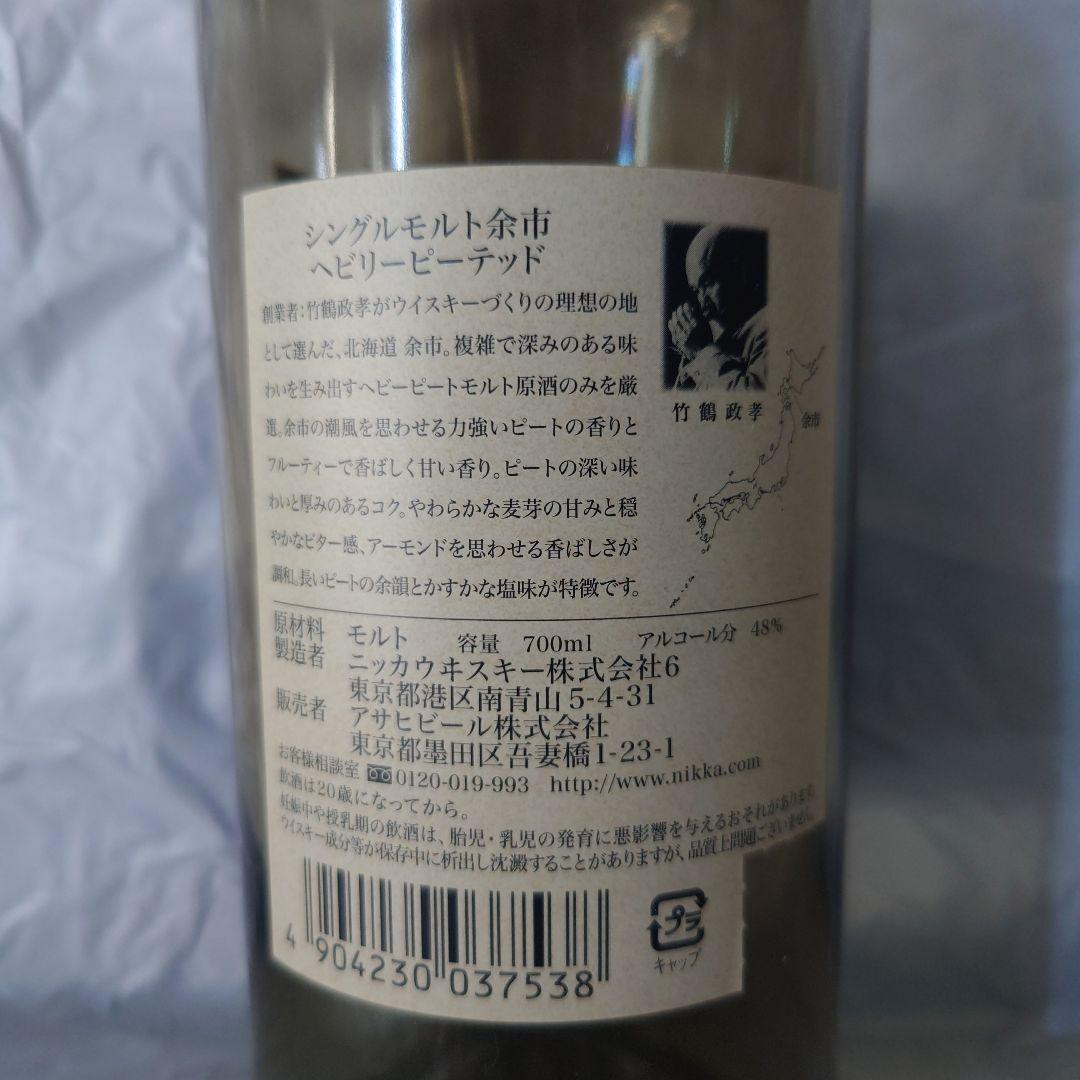 シングルモルト余市
ヘビリーピーテッド
創業者:竹鶴政孝がウイスキーづくりの理想の地
として選んだ、北海道 余市。複雑で深みのある味
わいを生み出すヘビーピートモルト原酒のみを厳
選。余市の潮風を思わせる力強いピートの香りと
フルーティーで香ばしく甘い香り。ピートの深い味
わいと厚みのあるコク。やわらかな麦芽の甘みと穏
やかなビター感、アーモンドを思わせる香ばしさが
調和。長いピートの余韻とかすかな塩味が特徴です。
竹鶴政孝
余市
原材料 モルト 容量 700ml アルコール分 48%
製造者 ニッカウヰスキー株式会社6
東京都港区南青山5-4-31
販売者 アサヒビール株式会社
東京都墨田区吾妻橋1-23-1
お客様相談室 0120-019-993 http://www.nikka.com
飲酒は20歳になってから。
妊娠中や授乳期の飲酒は、胎児・乳児の発育に悪影響を与えるおそれがあります。
ウイスキー成分等が保存中に析出し沈澱することがありますが、品質上問題ございません。
4 904230 037538
プラ
キャップ